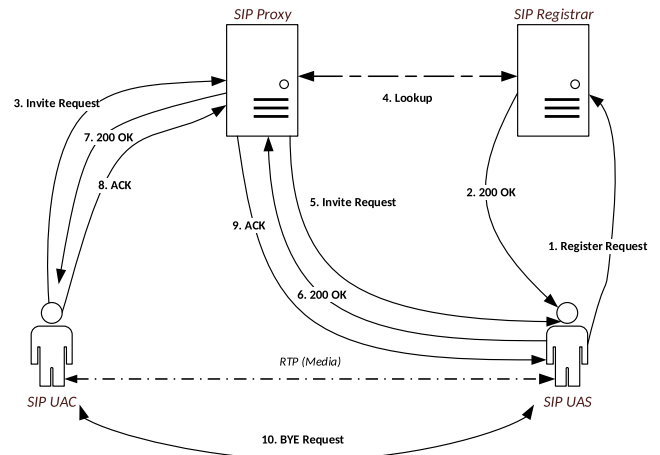 SIP Proxy
SIP Registrar
3. Invite Request
4. Lookup
7. 200 OK
8. ACK
2. 200 OK
5. Invite Request
9. ACK
1. Register Request
6. 200 OK
RTP (Media)
SIP UAC
SIP UAS
10. BYE Request